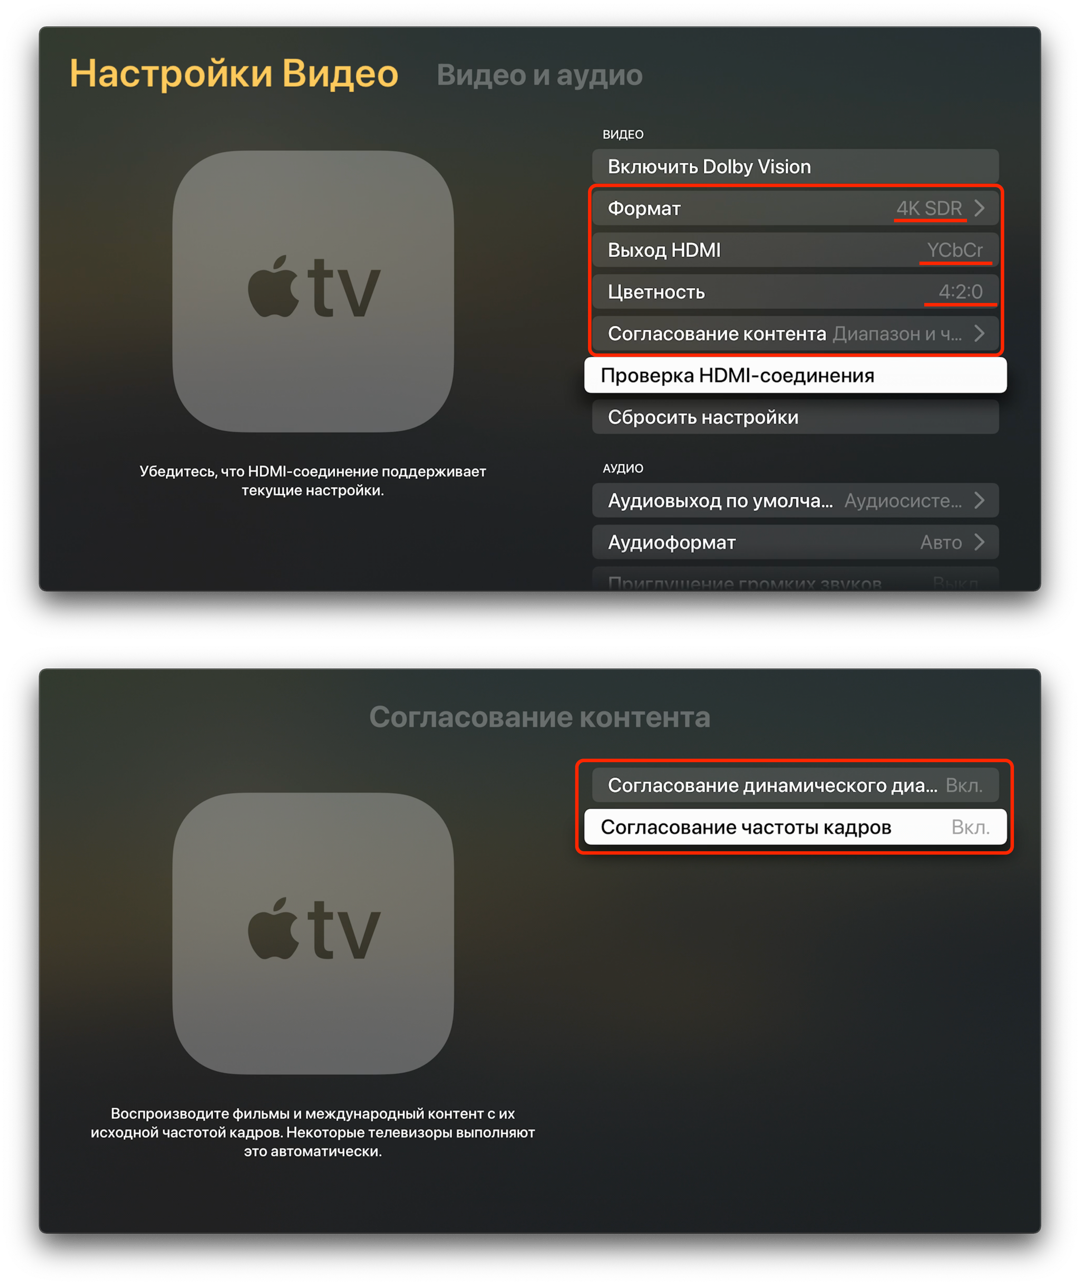 Настройки Видео
Видео и аудио
ВИДЕО
Включить Dolby Vision
Формат 4K SDR
Выход HDMI YCbCr
Цветность 4:2:0
Согласование контента Диапазон и ч...
Проверка HDMI-соединения
Сбросить настройки
tv
Убедитесь, что HDMI-соединение поддерживает
текущие настройки.
АУДИО
Аудиовыход по умолча... Аудиосисте...
Аудиоформат Авто
Приглушение громких звуков Выкл.
Согласование контента
Согласование динамического диа... Вкл.
Согласование частоты кадров Вкл.
tv
Воспроизводите фильмы и международный контент с их
исходной частотой кадров. Некоторые телевизоры выполняют
это автоматически.